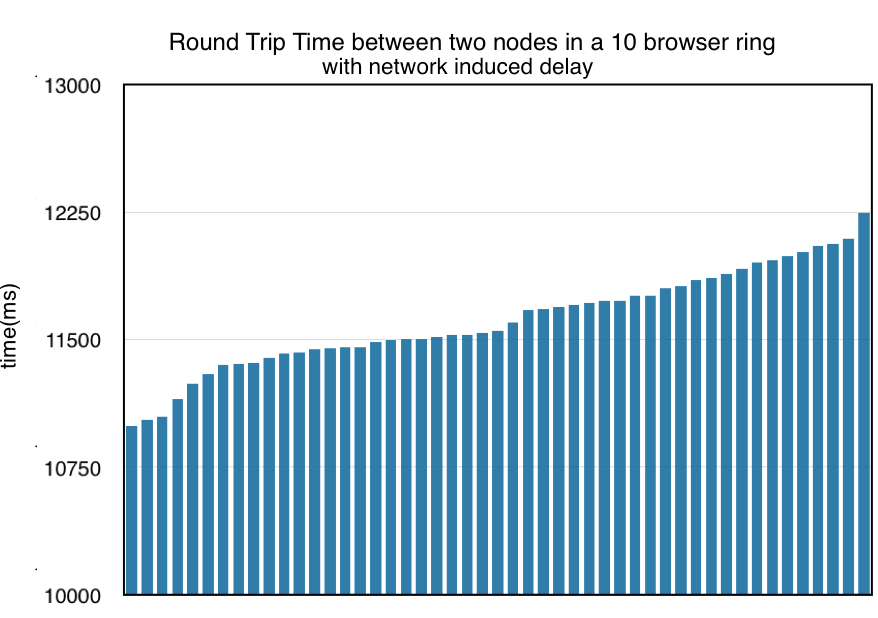 Round Trip Time between two nodes in a 10 browser ring
with network induced delay
13000
12250
11500
10750
10000
time(ms)